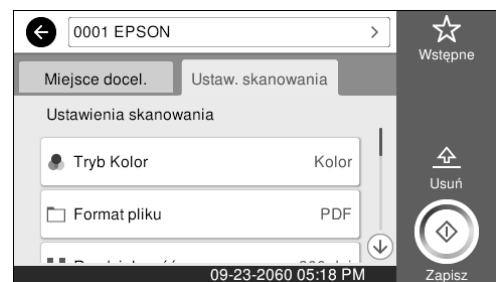 0001 EPSON
Wstępne
Miejsce docel.
Ustaw. skanowania
Ustawienia skanowania
Tryb Kolor
Kolor
Usuń
Format pliku
PDF
09-23-2060 05:18 PM
Zapisz